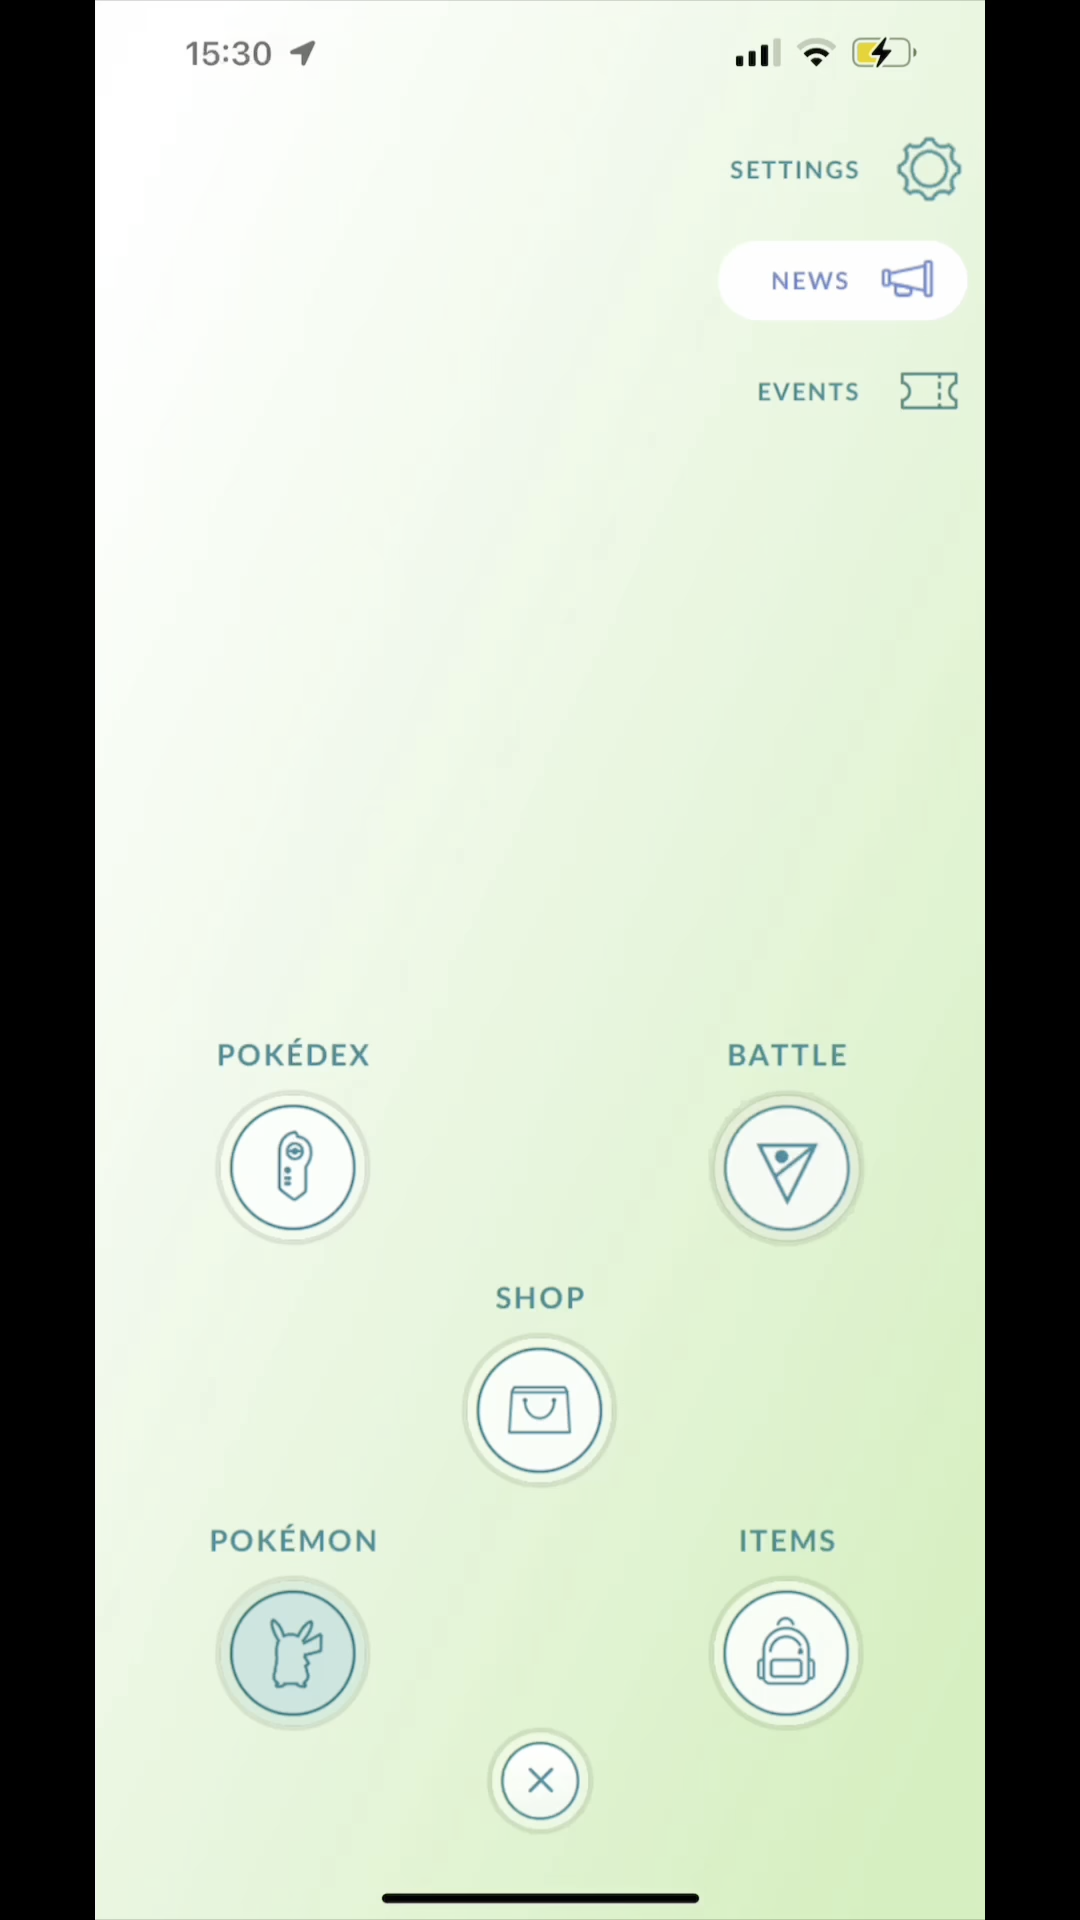 15:30
SETTINGS
NEWS
EVENTS
POKÉDEX
BATTLE
SHOP
POKÉMON
ITEMS